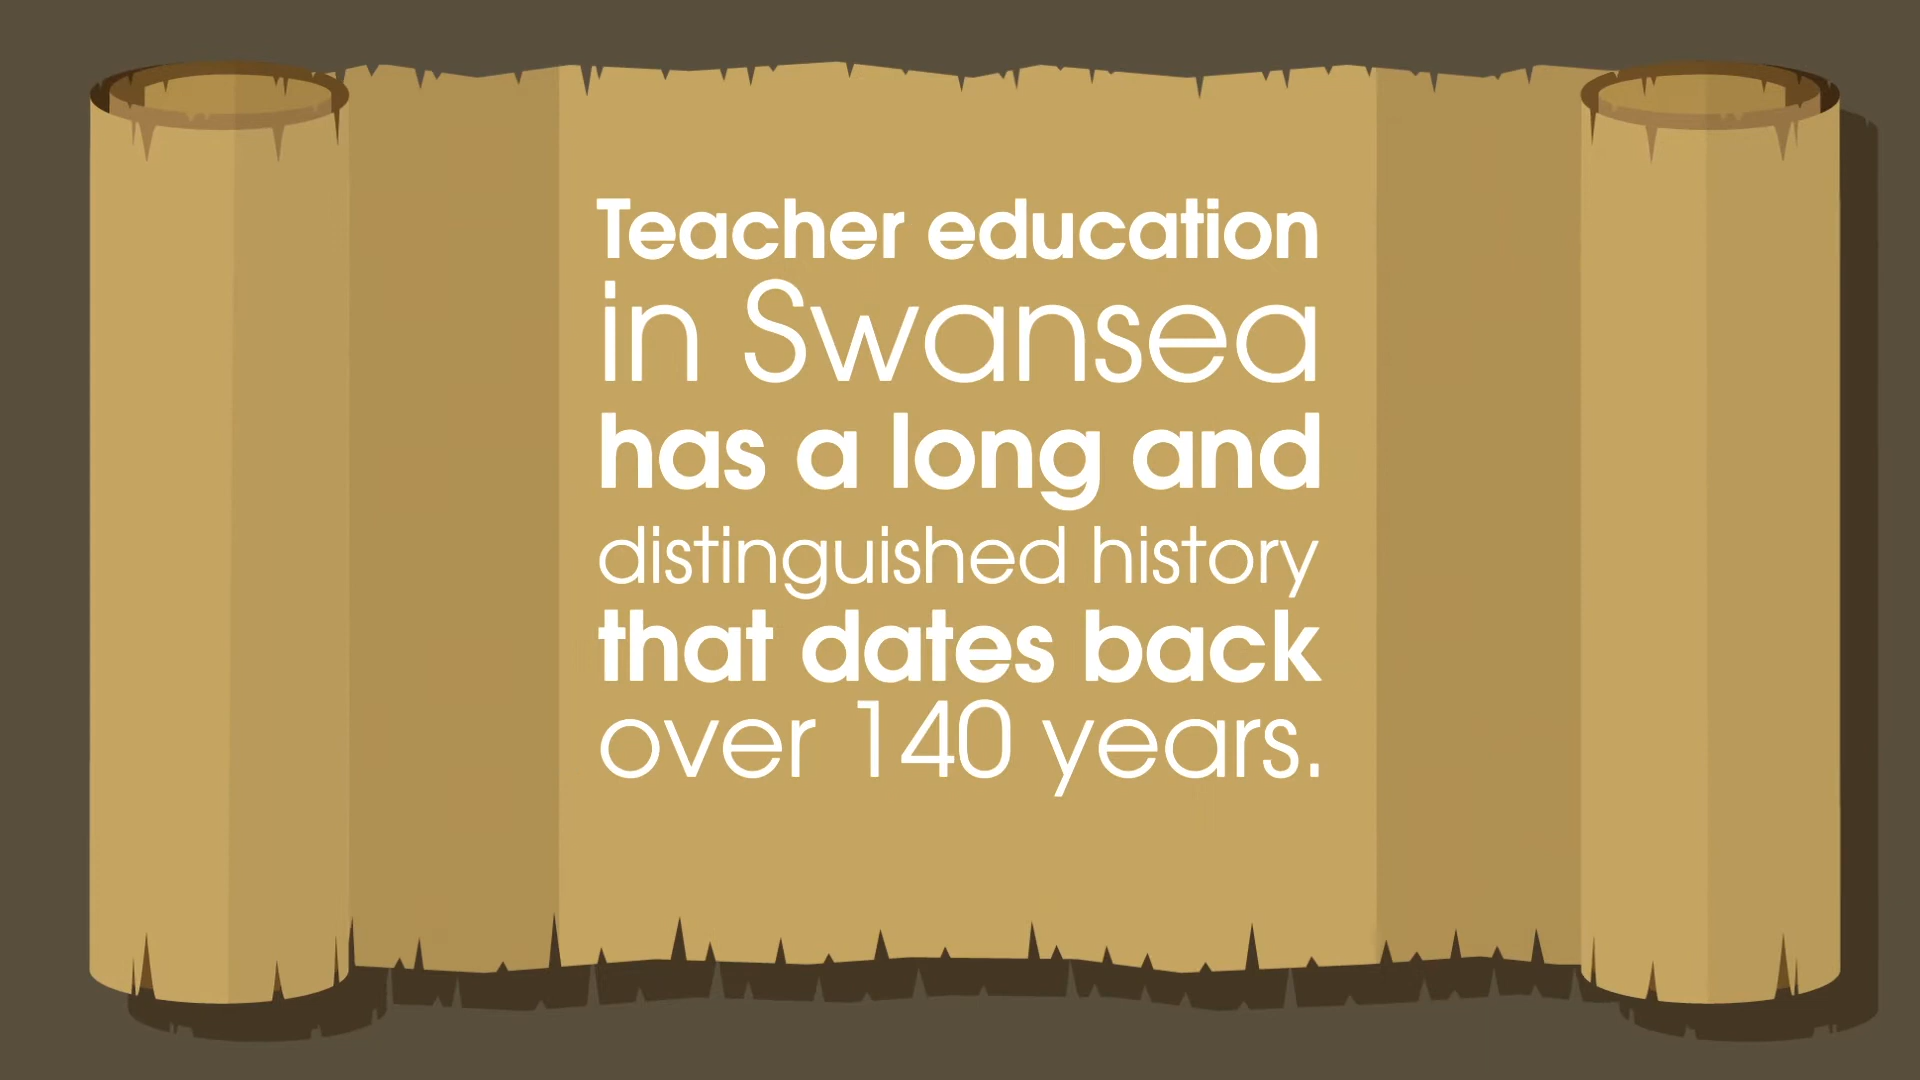 Teacher education
in Swansea
has a long and
distinguished history
that dates back
over 140 years.